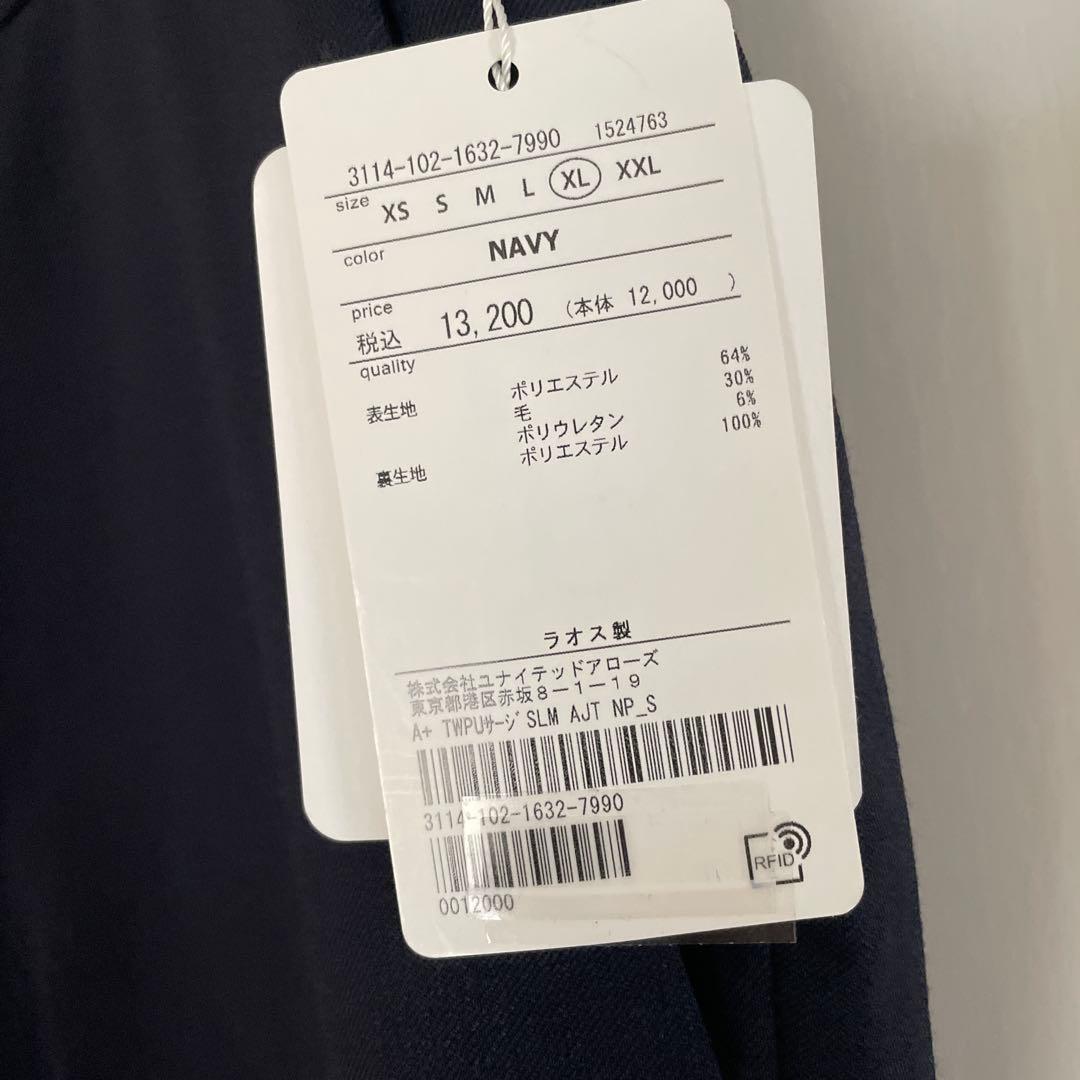 3114-102-1632-7990 1524763
size XS S M L XL XXL
color NAVY
price
税込 13,200 (本体 12,000 )
quality
表生地 ポリエステル 64%
毛 30%
ポリウレタン 6%
裏生地 ポリエステル 100%
ラオス製
株式会社ユナイテッドアローズ
東京都港区赤坂8-1-19
A+ TWPUサージ SLM AJT NP_S
3114-102-1632-7990
0012000
RFID